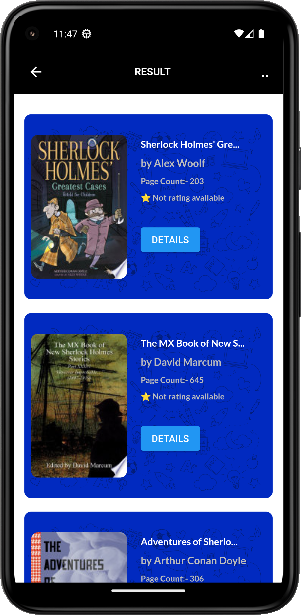 11:47
RESULT
..
SHERLOCK
HOLMES'
Greatest Cases
Sherlock Holmes' Gre...
by Alex Woolf
Page Count:- 203
Not rating available
DETAILS
The MX Book of
New Sherlock Holmes
Stories
Edited by David Marcum
The MX Book of New S...
by David Marcum
Page Count:- 645
Not rating available
DETAILS
THE
ADVENTURES
OF
Adventures of Sherlo...
by Arthur Conan Doyle
Page Count:- 306